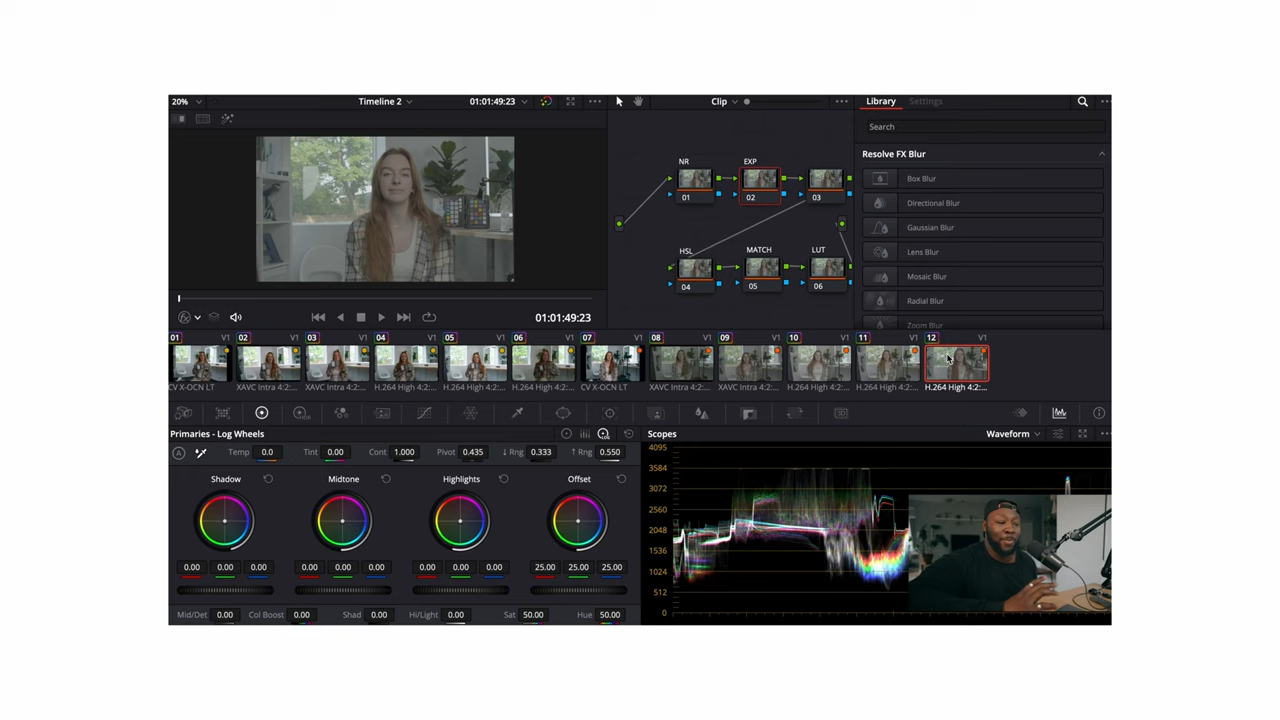 20% Timeline 2 01:01:49:23 Clip Library Settings
Search
Resolve FX Blur
NR EXP
Box Blur
01 02 03
Directional Blur
Gaussian Blur
HSL MATCH LUT
Lens Blur
04 05 06
Mosaic Blur
Radial Blur
01:01:49:23
Zoom Blur
01 V1 02 V1 03 V1 04 V1 05 V1 06 V1 07 V1 08 V1 09 V1 10 V1 11 V1 12 V1
CV X-OCN LT XAVC Intra 4:2:... XAVC Intra 4:2:... H.264 High 4:2:... H.264 High 4:2:... H.264 High 4:2:... CV X-OCN LT XAVC Intra 4:2:... XAVC Intra 4:2:... H.264 High 4:2:... H.264 High 4:2:... H.264 High 4:2:...
Primaries - Log Wheels LOG Scopes Waveform
A Temp 0.0 Tint 0.00 Cont 1.000 Pivot 0.435 ↓ Rng 0.333 ↑ Rng 0.550
Shadow Midtone Highlights Offset
0.00 0.00 0.00 0.00 0.00 0.00 0.00 0.00 0.00 25.00 25.00 25.00
Mid/Det 0.00 Col Boost 0.00 Shad 0.00 Hi/Light 0.00 Sat 50.00 Hue 50.00
4095
3584
3072
2560
2048
1536
1024
512
0